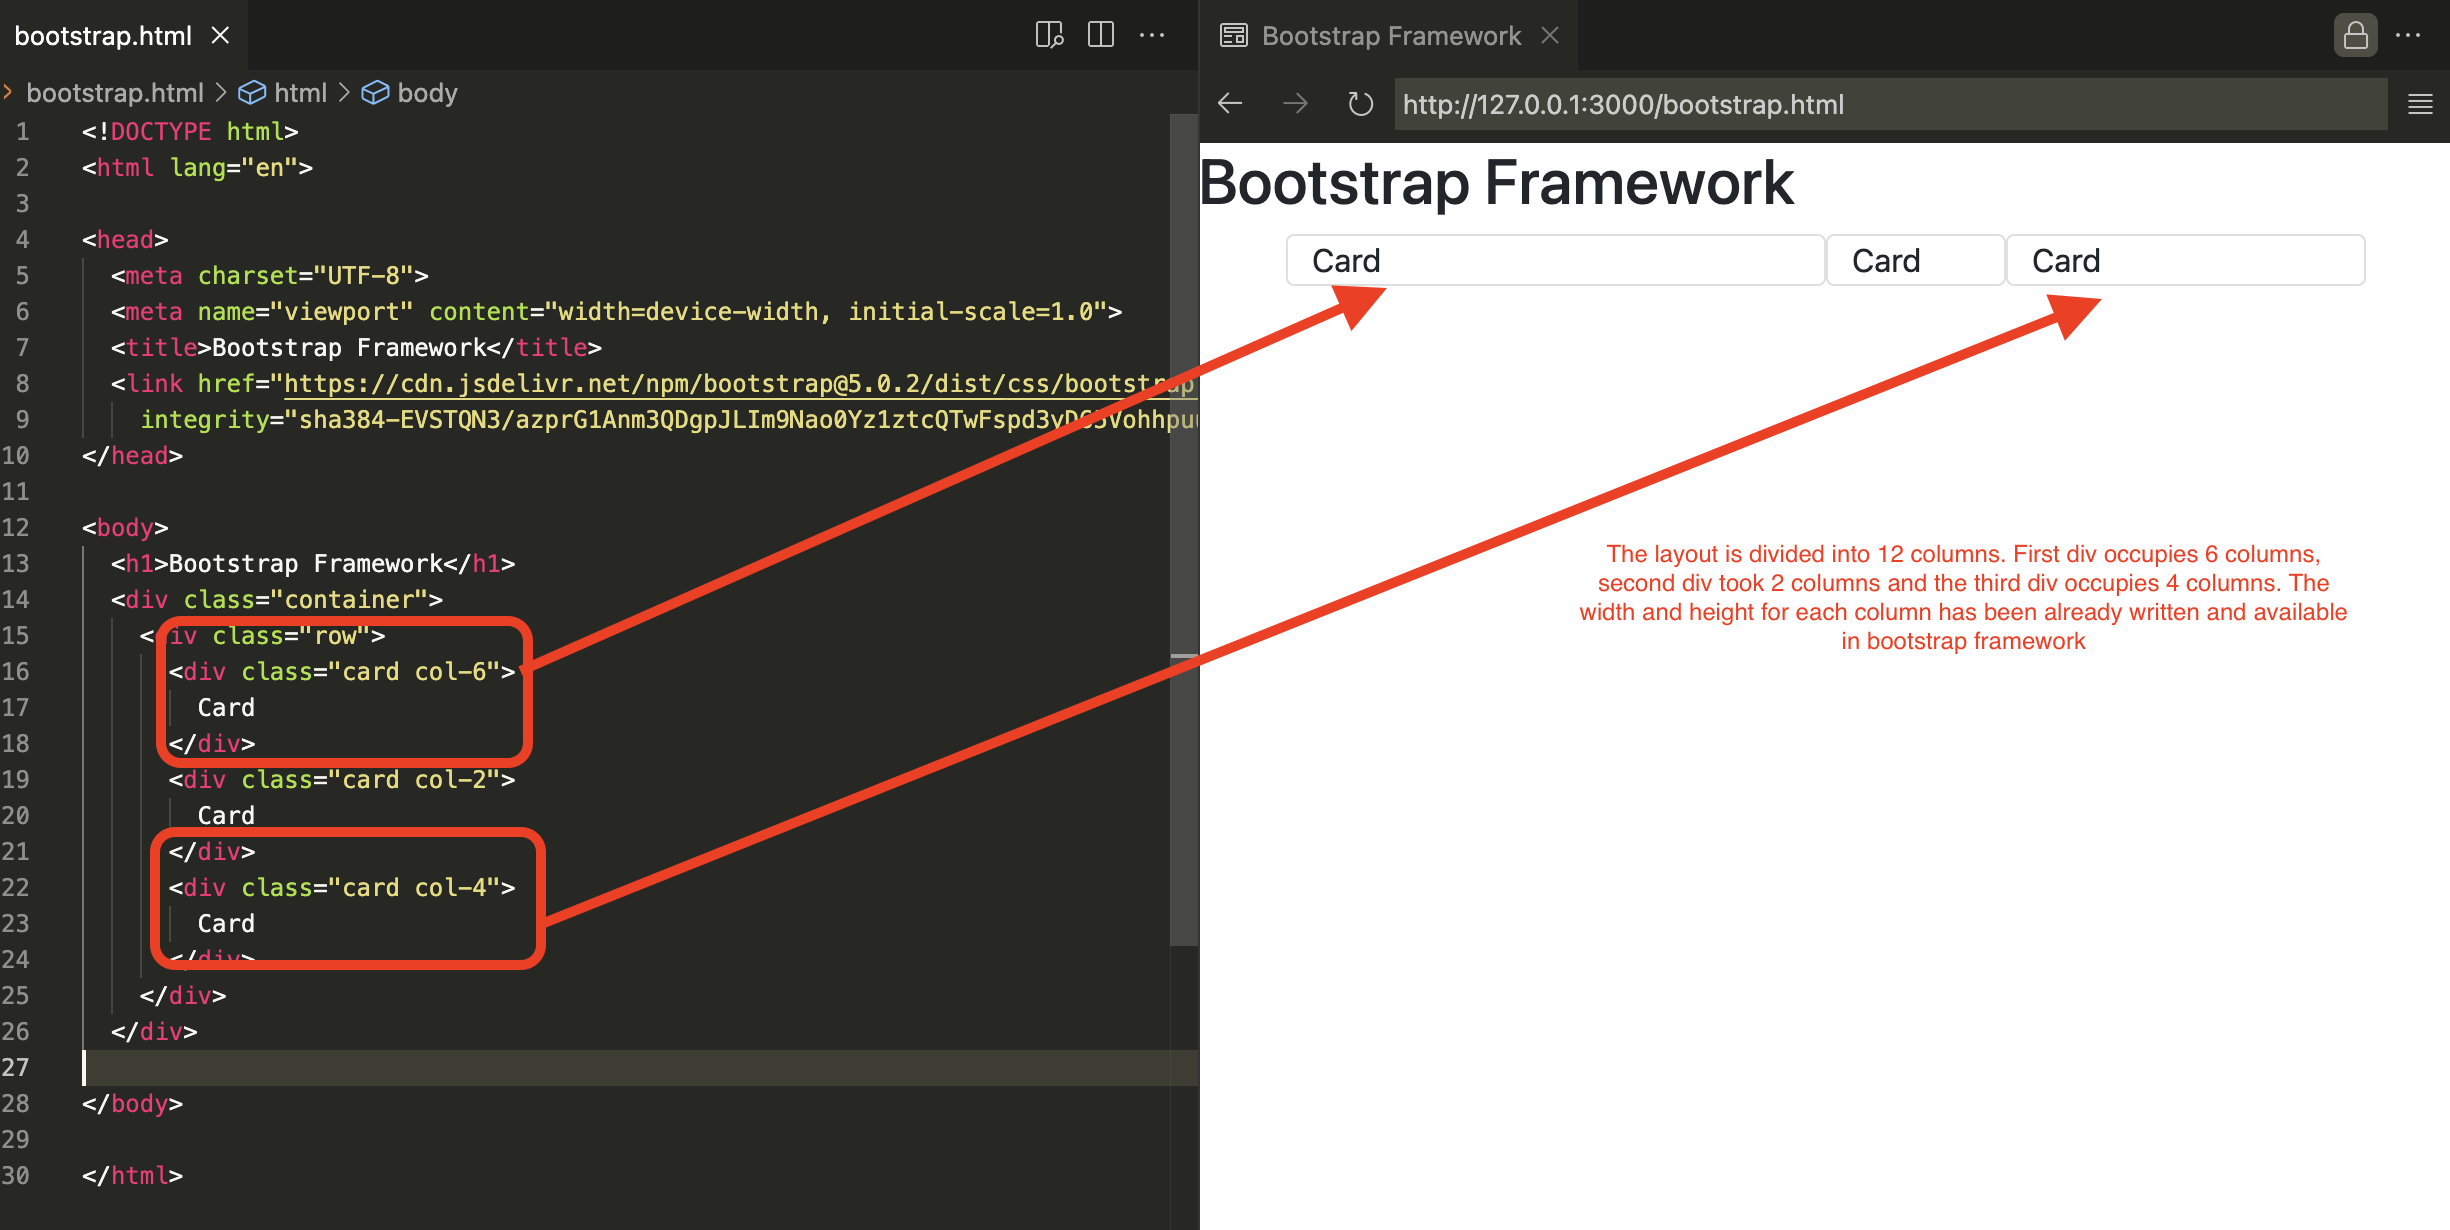 bootstrap.html
bootstrap.html > html > body
1 <!DOCTYPE html>
2 <html lang="en">
3
4 <head>
5 <meta charset="UTF-8">
6 <meta name="viewport" content="width=device-width, initial-scale=1.0">
7 <title>Bootstrap Framework</title>
8 <link href="https://cdn.jsdelivr.net/npm/bootstrap@5.0.2/dist/css/bootstrap
9 integrity="sha384-EVSTQN3/azprG1Anm3QDgpJLIm9Nao0Yz1ztcQTwFspd3yD65VohhpuuC
10 </head>
11
12 <body>
13 <h1>Bootstrap Framework</h1>
14 <div class="container">
15 <div class="row">
16 <div class="card col-6">
17 Card
18 </div>
19 <div class="card col-2">
20 Card
21 </div>
22 <div class="card col-4">
23 Card
24 </div>
25 </div>
26 </div>
27
28 </body>
29
30 </html>
Bootstrap Framework
http://127.0.0.1:3000/bootstrap.html
Bootstrap Framework
Card Card Card
The layout is divided into 12 columns. First div occupies 6 columns,
second div took 2 columns and the third div occupies 4 columns. The
width and height for each column has been already written and available
in bootstrap framework